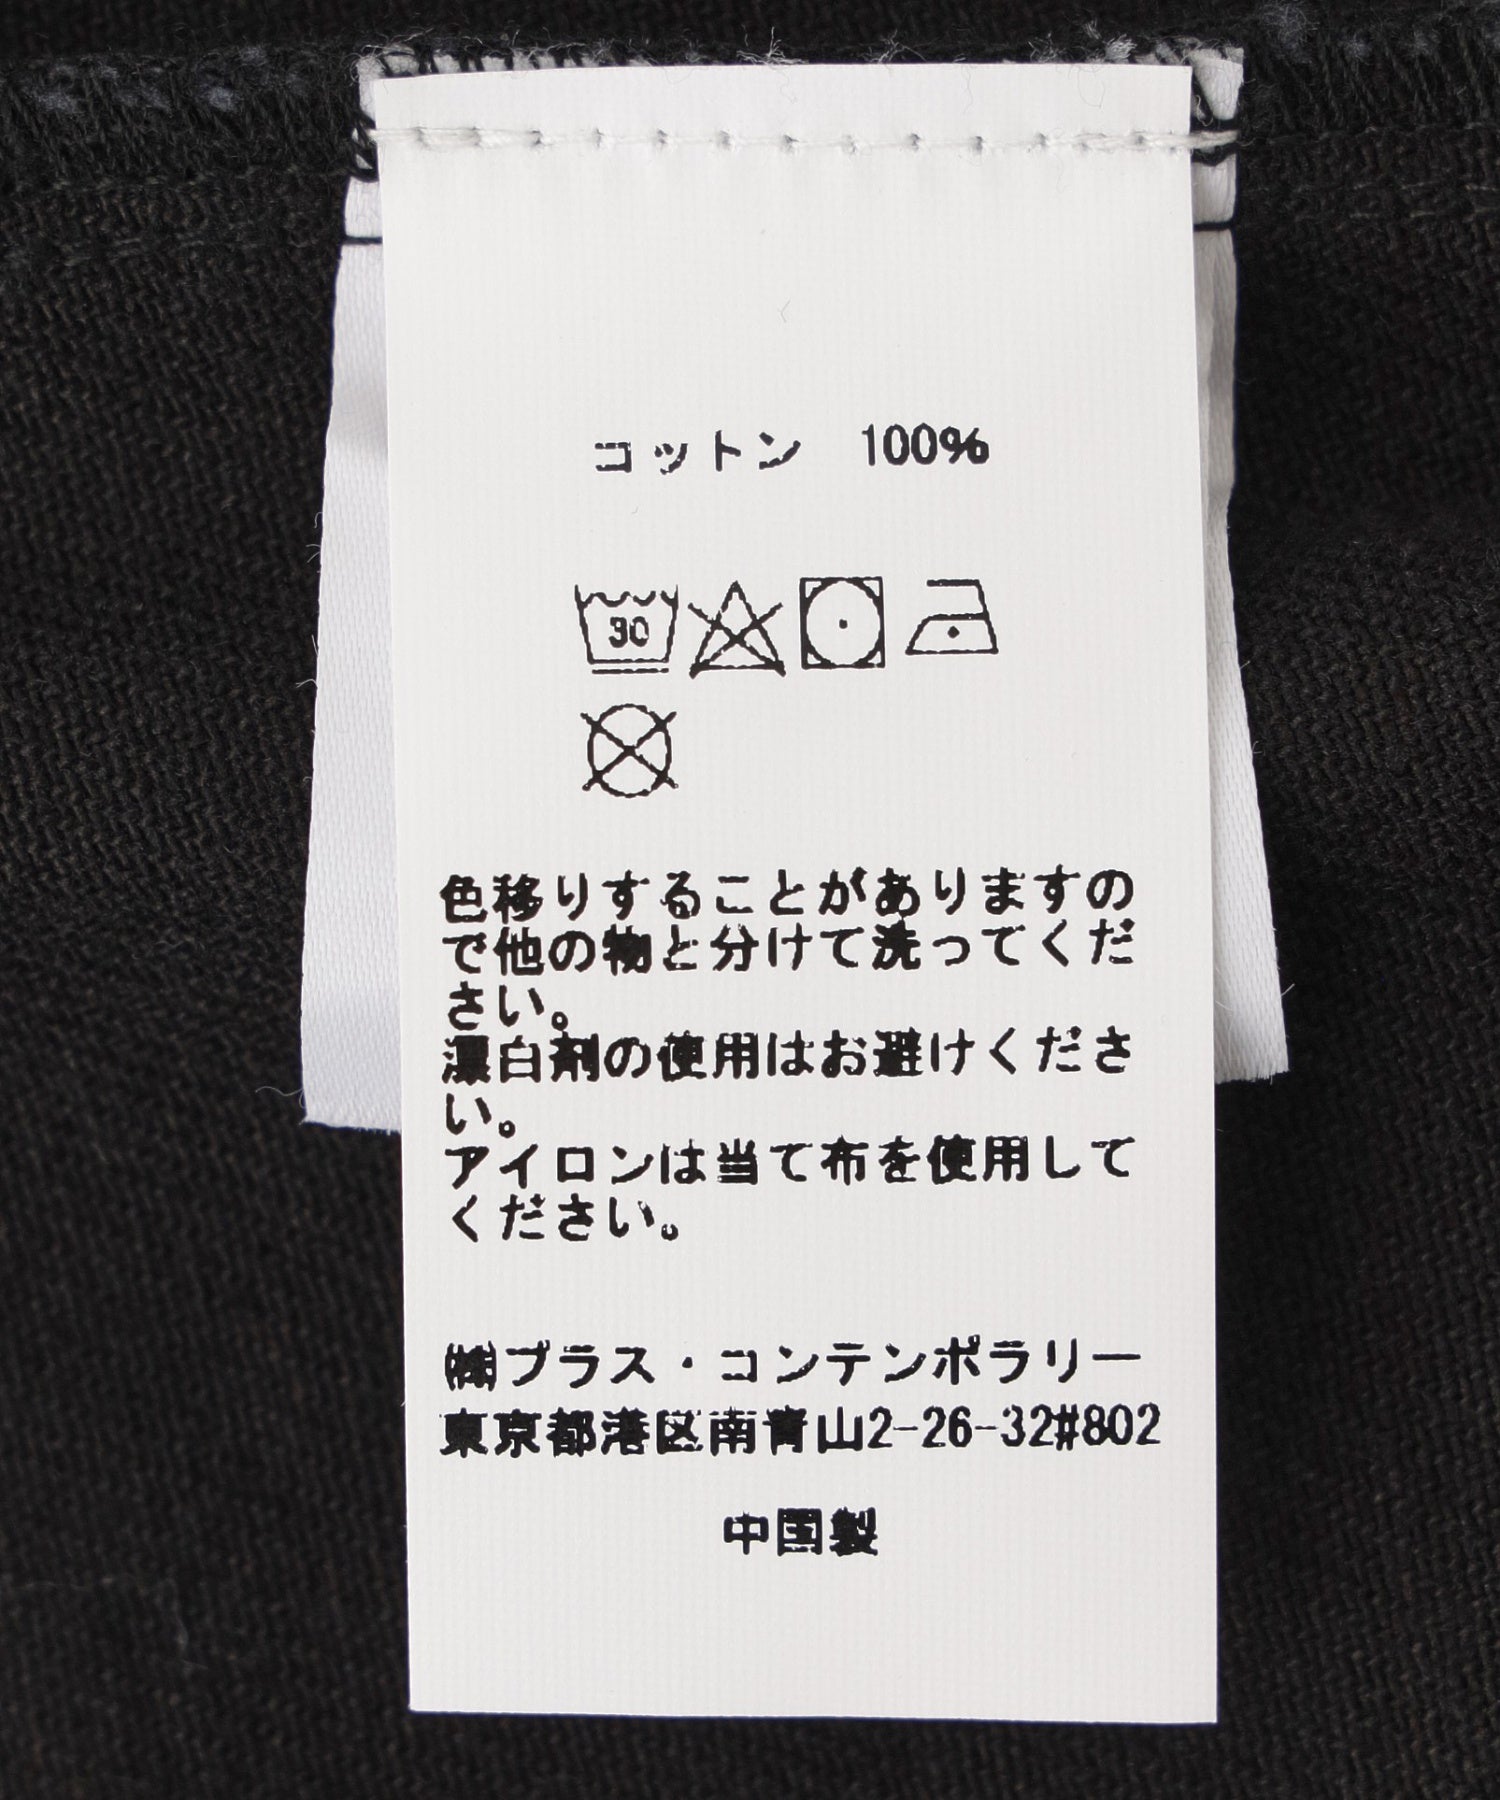 コットン　100%
30
色移りすることがありますの
で他の物と分けて洗ってくだ
さい。
漂白剤の使用はお避けくださ
い。
アイロンは当て布を使用して
ください。
㈱ブラス・コンテンポラリー
東京都港区南青山2-26-32#802
中国製